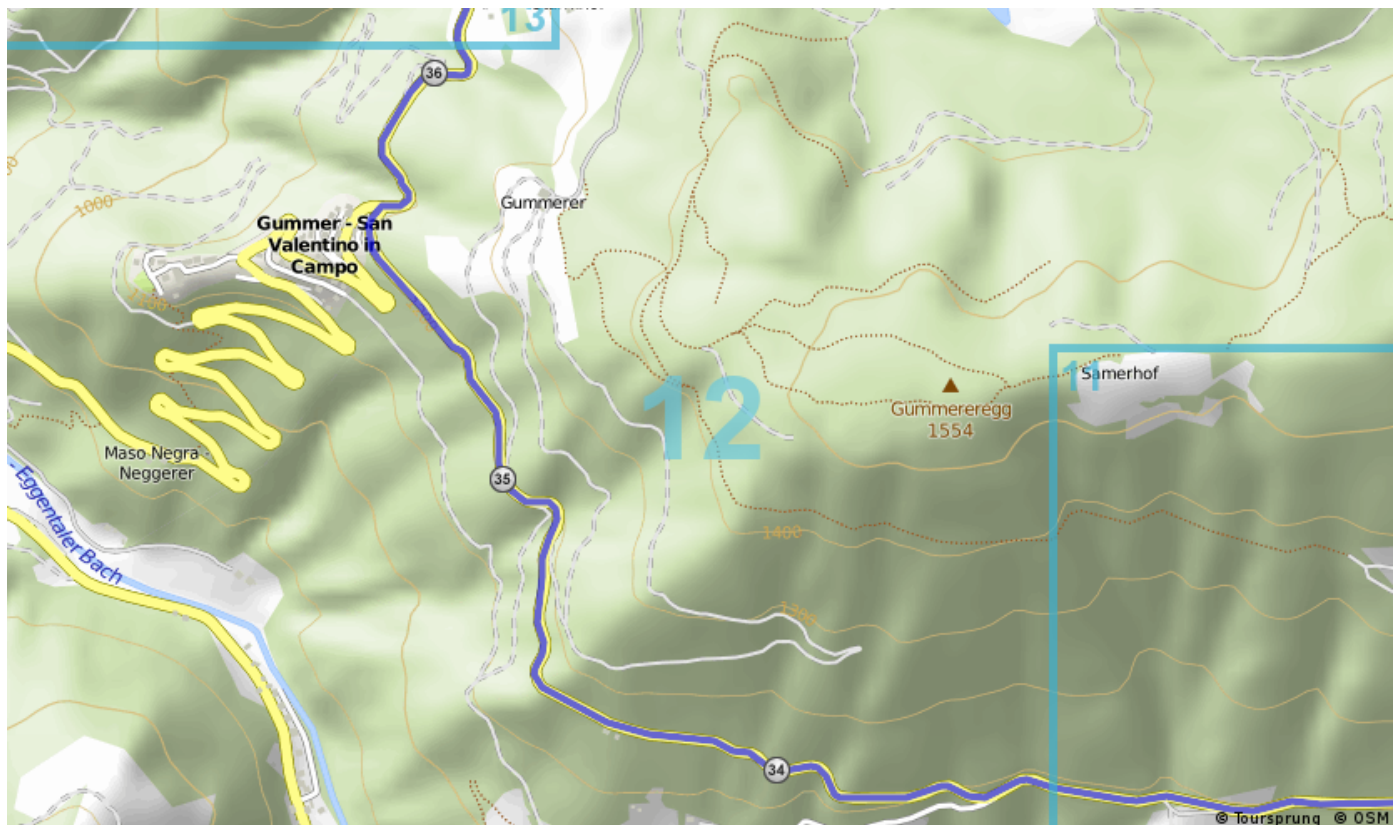 13
36
1000
Gummerer
Gummer - San
Valentino in
Campo
11
Samerhof
12
Gummereregg
1554
Maso Negra -
Neggerer
35
- Eggentaler Bach
1400
1300
34
© Toursprung © OSM